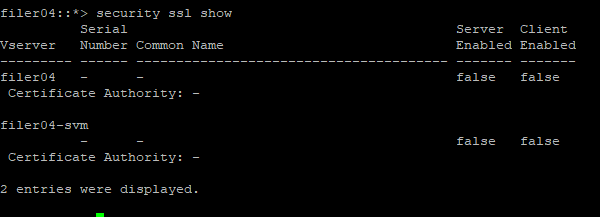 filer04::*> security ssl show
Serial Server Client
Vserver Number Common Name Enabled Enabled
---------- ------ ---------------------------------------- ------- -------
filer04 - - false false
Certificate Authority: -
filer04-svm
- - false false
Certificate Authority: -
2 entries were displayed.